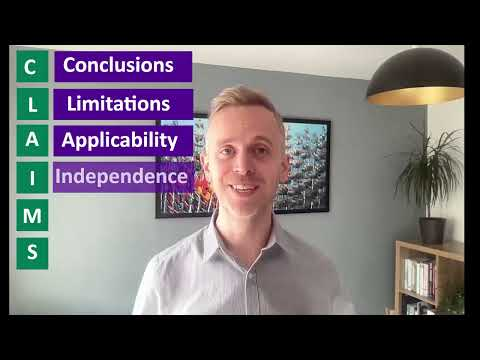 C Conclusions
L Limitations
A Applicability
I Independence
M
S